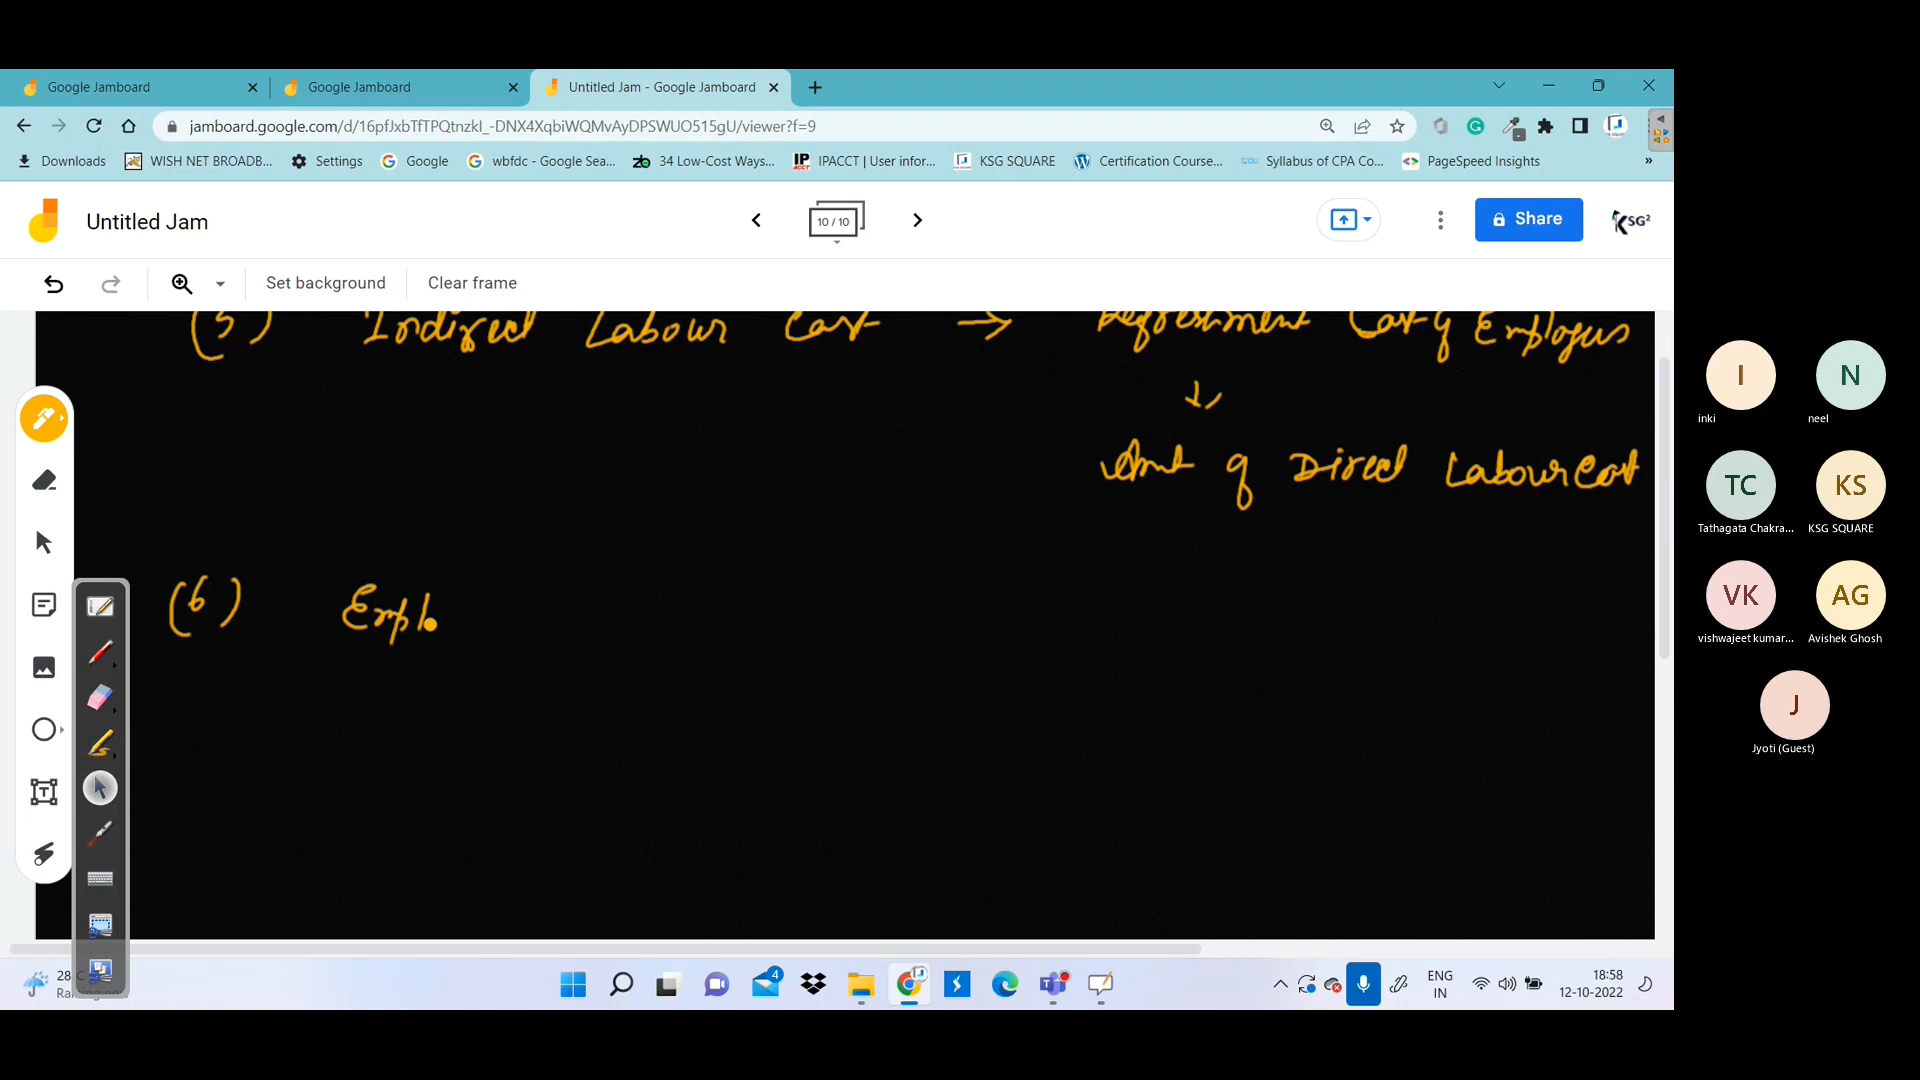 Google Jamboard
Google Jamboard
Untitled Jam - Google Jamboard
jamboard.google.com/d/16pfJxbTfTPQtnzkI_-DNX4XqbiWQMvAyDPSWUO515gU/viewer?f=9
Downloads
WISH NET BROADB...
Settings
Google
wbfdc - Google Sea...
34 Low-Cost Ways...
IPACCT | User infor...
KSG SQUARE
Certification Course...
Syllabus of CPA Co...
PageSpeed Insights
»
Untitled Jam
10 / 10
Share
KSG²
Set background
Clear frame
(5) Indirect Labour Cost → Refreshment Cost of Employees
Amt of Direct Labour Cost
(6) Empl
I
inki
N
neel
TC
Tathagata Chakra...
KS
KSG SQUARE
VK
vishwajeet kumar...
AG
Avishek Ghosh
J
Jyoti (Guest)
4
ENG
IN
18:58
12-10-2022